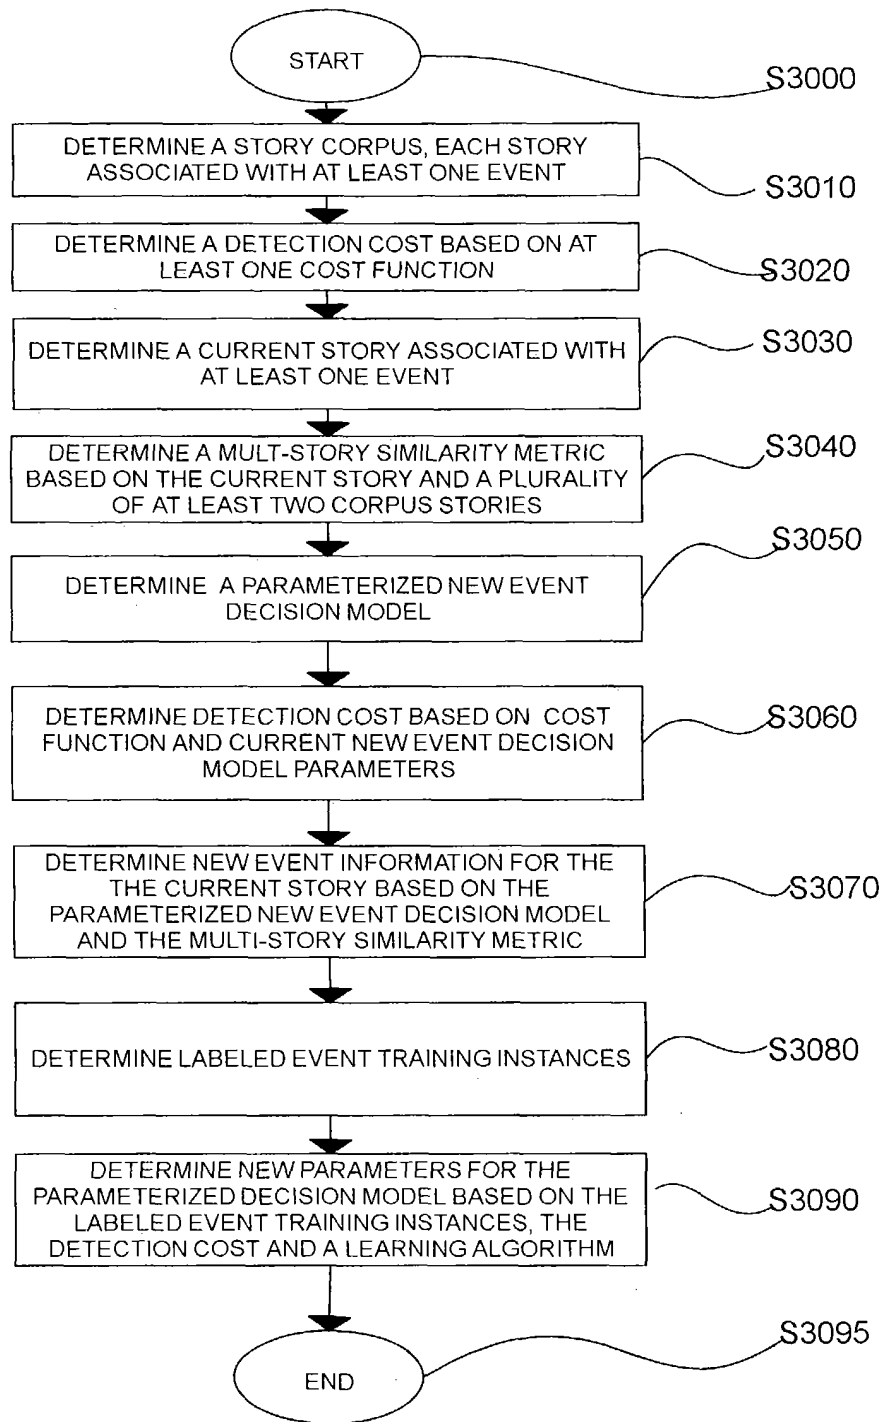 START
S3000
DETERMINE A STORY CORPUS, EACH STORY
ASSOCIATED WITH AT LEAST ONE EVENT
S3010
DETERMINE A DETECTION COST BASED ON AT
LEAST ONE COST FUNCTION
S3020
DETERMINE A CURRENT STORY ASSOCIATED WITH
AT LEAST ONE EVENT
S3030
DETERMINE A MULT-STORY SIMILARITY METRIC
BASED ON THE CURRENT STORY AND A PLURALITY
OF AT LEAST TWO CORPUS STORIES
S3040
DETERMINE A PARAMETERIZED NEW EVENT
DECISION MODEL
S3050
DETERMINE DETECTION COST BASED ON COST
FUNCTION AND CURRENT NEW EVENT DECISION
MODEL PARAMETERS
S3060
DETERMINE NEW EVENT INFORMATION FOR THE
THE CURRENT STORY BASED ON THE
PARAMETERIZED NEW EVENT DECISION MODEL
AND THE MULTI-STORY SIMILARITY METRIC
S3070
DETERMINE LABELED EVENT TRAINING INSTANCES
S3080
DETERMINE NEW PARAMETERS FOR THE
PARAMETERIZED DECISION MODEL BASED ON THE
LABELED EVENT TRAINING INSTANCES, THE
DETECTION COST AND A LEARNING ALGORITHM
S3090
END
S3095